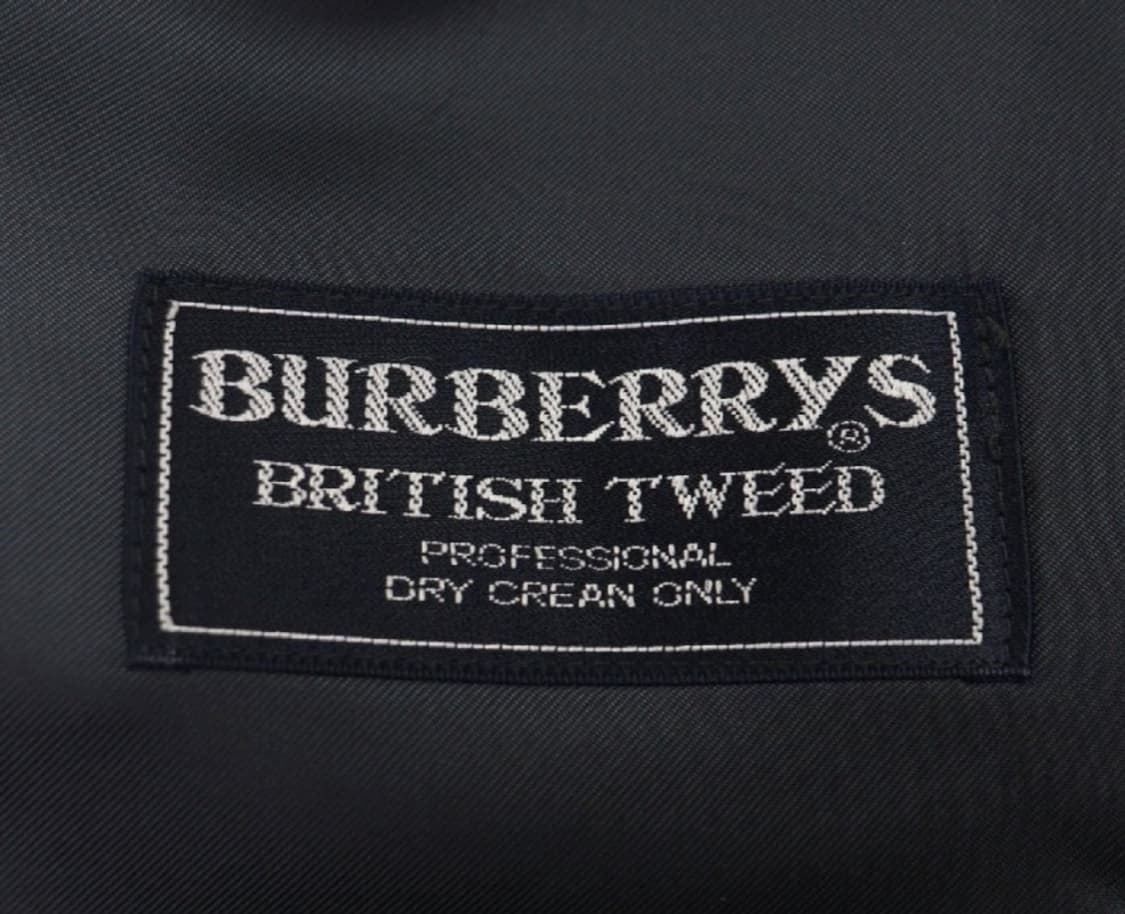 BURBERRYS®
BRITISH TWEED
PROFESSIONAL
DRY CREAN ONLY